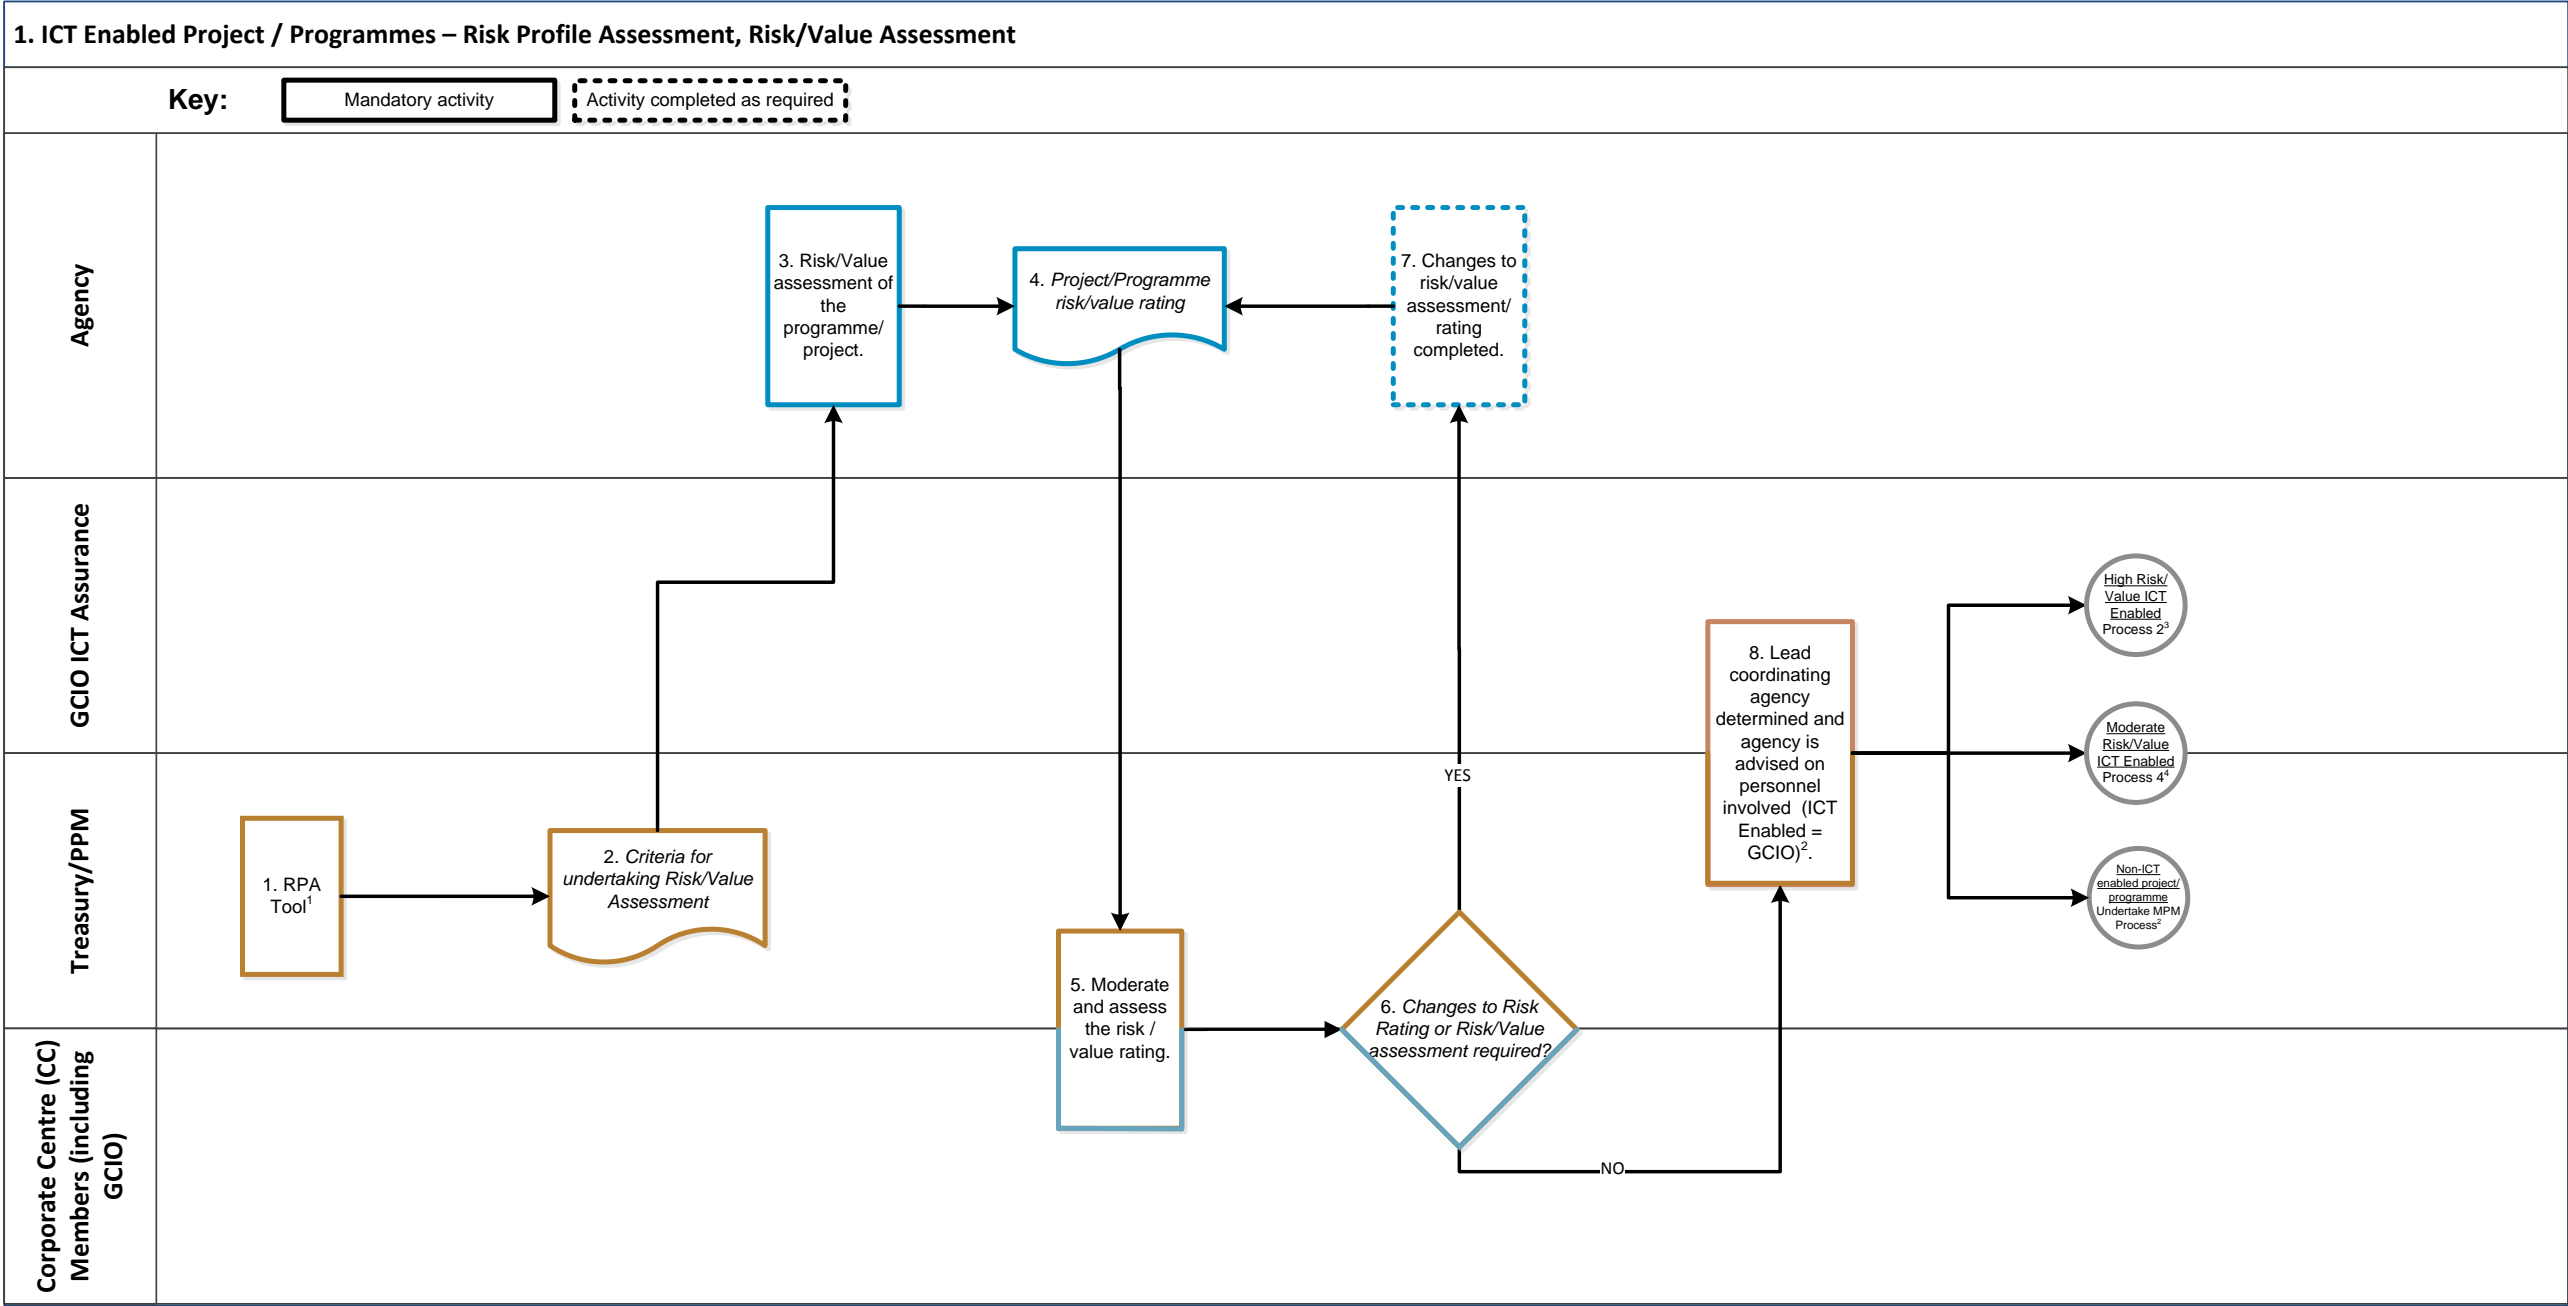 1. ICT Enabled Project / Programmes – Risk Profile Assessment, Risk/Value Assessment
Key:
Mandatory activity
Activity completed as required
Agency
3. Risk/Value
assessment of
the
programme/
project.
4. Project/Programme
risk/value rating
7. Changes to
risk/value
assessment/
rating
completed.
GCIO ICT Assurance
8. Lead
coordinating
agency
determined and
agency is
advised on
personnel
involved (ICT
Enabled =
GCIO)2.
High Risk/
Value ICT
Enabled
Process 2³
Moderate
Risk/Value
ICT Enabled
Process 4⁴
YES
Treasury/PPM
1. RPA
Tool¹
2. Criteria for
undertaking Risk/Value
Assessment
Non-ICT
enabled project/
programme
Undertake MPM
Process²
5. Moderate
and assess
the risk /
value rating.
6. Changes to Risk
Rating or Risk/Value
assessment required?
NO
Corporate Centre (CC)
Members (including
GCIO)